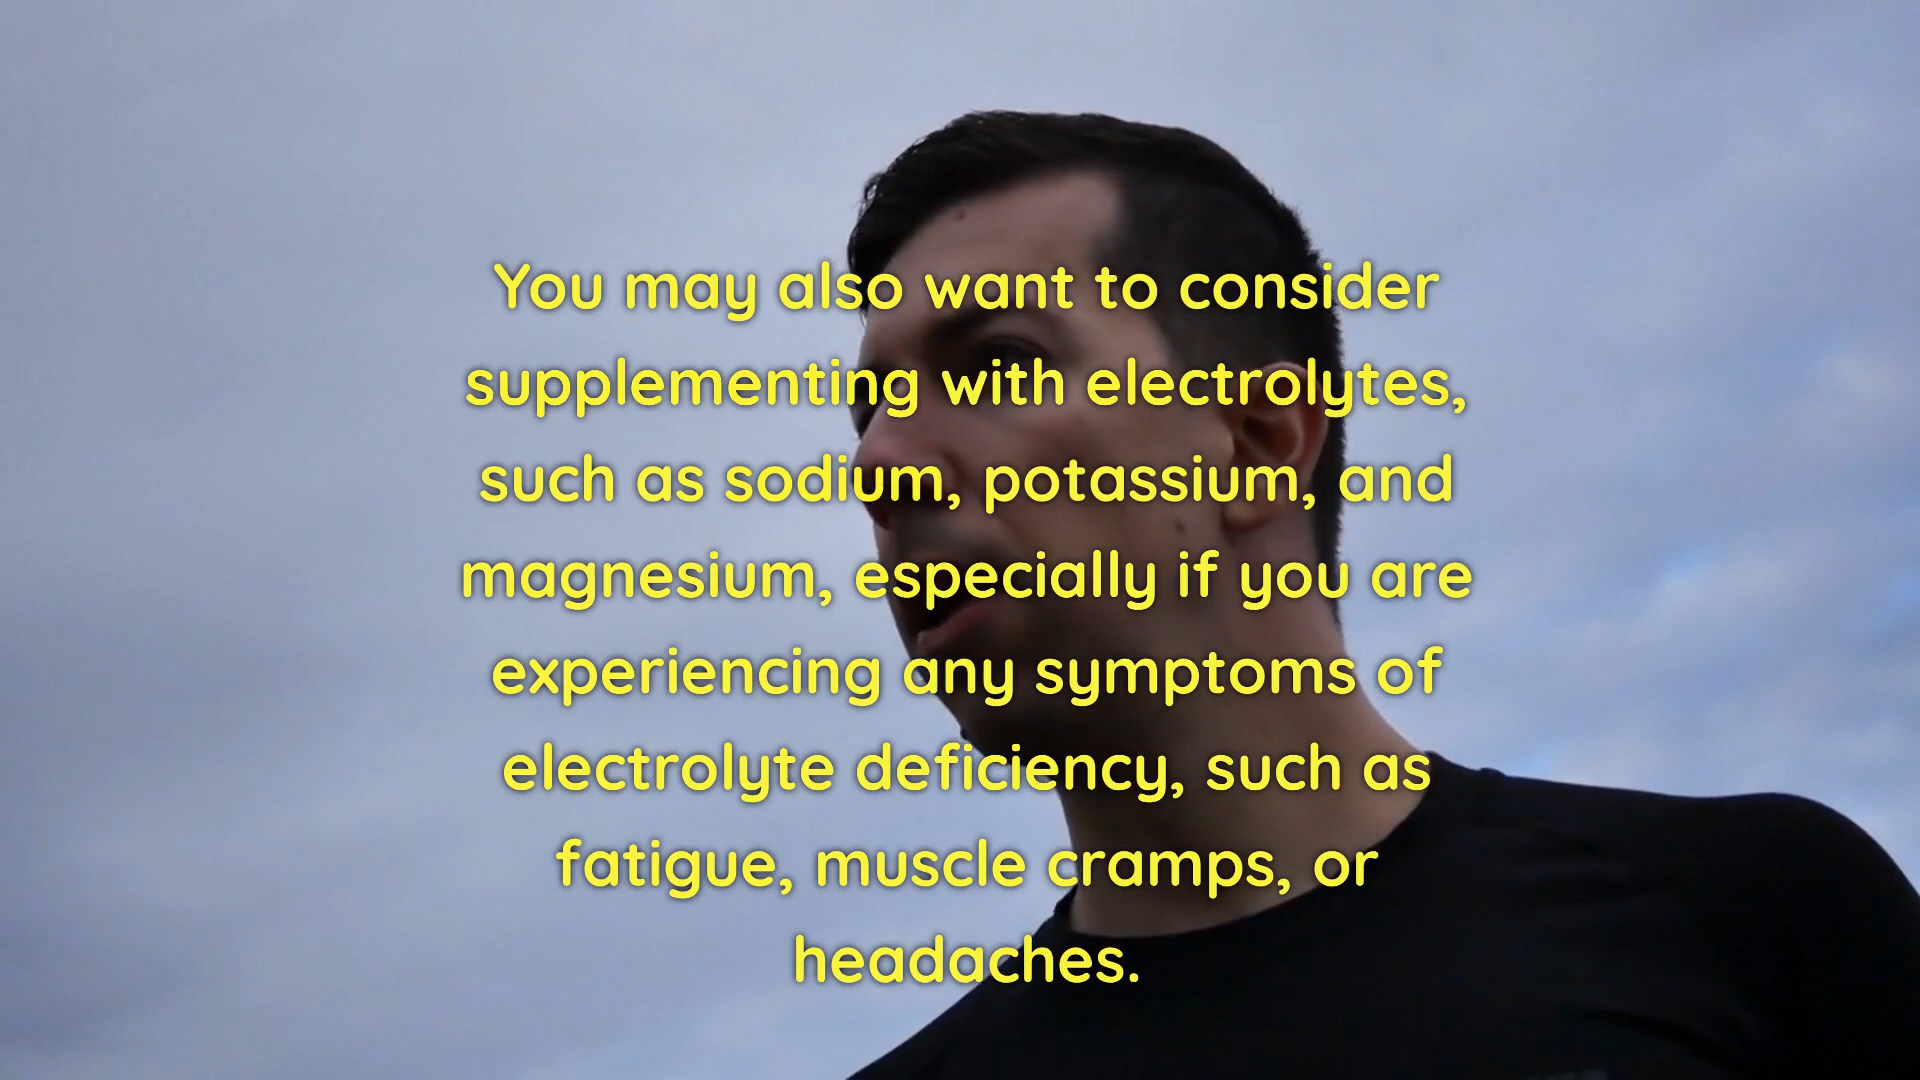 You may also want to consider
supplementing with electrolytes,
such as sodium, potassium, and
magnesium, especially if you are
experiencing any symptoms of
electrolyte deficiency, such as
fatigue, muscle cramps, or
headaches.